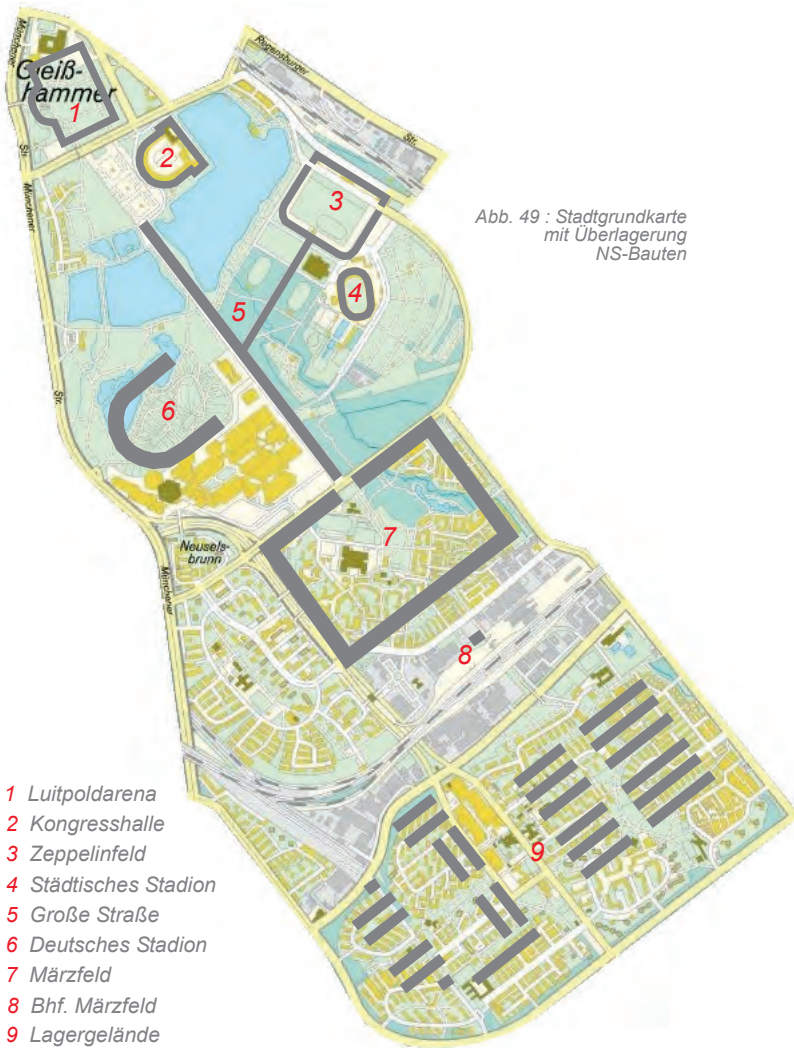 Münchener
Gleiß-
hammer
1
Str.
Münchener
Regensburger
Str.
2
3
Abb. 49 : Stadtgrundkarte
mit Überlagerung
NS-Bauten
4
5
Str.
6
7
Neusels-
brunn
Münchener
8
9
1 Luitpoldarena
2 Kongresshalle
3 Zeppelinfeld
4 Städtisches Stadion
5 Große Straße
6 Deutsches Stadion
7 Märzfeld
8 Bhf. Märzfeld
9 Lagergelände